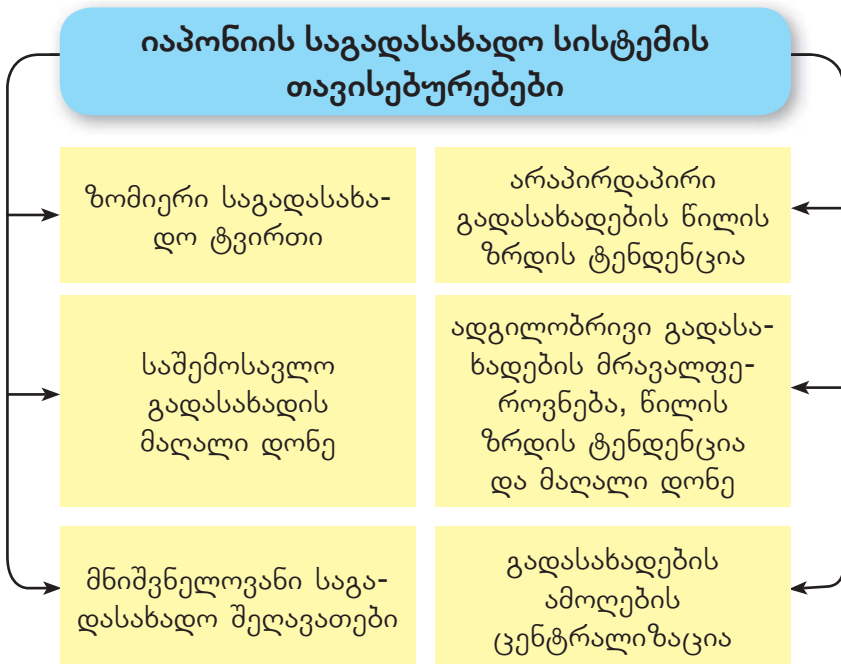 იაპონიის საგადასახადო სისტემის
თავისებურებები
ზომიერი საგადასახა-
დო ტვირთი
არაპირდაპირი
გადასახადების წილის
ზრდის ტენდენცია
საშემოსავლო
გადასახადის
მაღალი დონე
ადგილობრივი გადასა-
ხადების მრავალფე-
როვნება, წილის
ზრდის ტენდენცია
და მაღალი დონე
მნიშვნელოვანი საგა-
დასახადო შეღავათები
გადასახადების
ამოღების
ცენტრალიზაცია